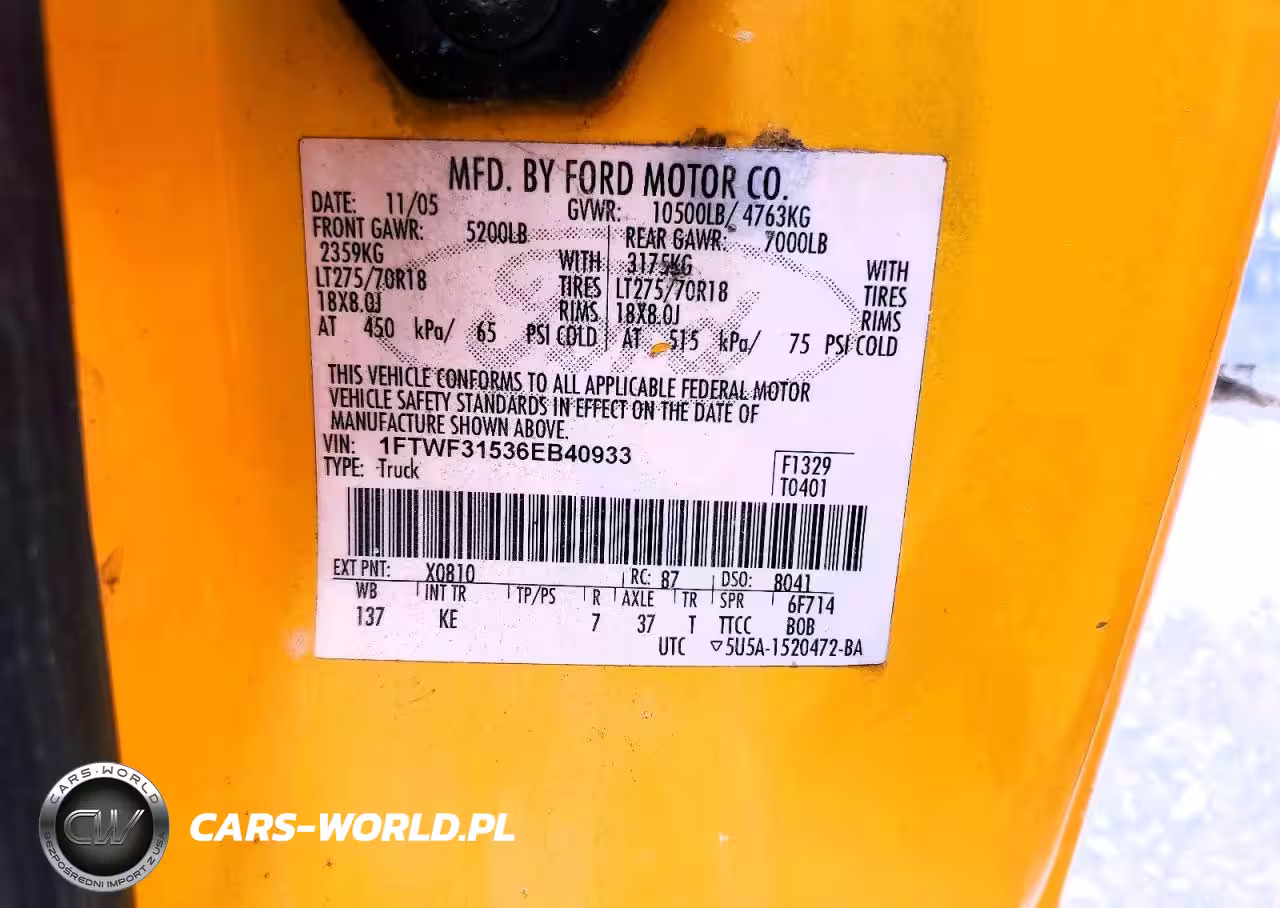 MFD. BY FORD MOTOR CO.
DATE: 11/05 GVWR: 10500LB/ 4763KG
FRONT GAWR: 5200LB REAR GAWR: 7000LB
2359KG WITH 3175KG WITH
LT275/70R18 TIRES LT275/70R18 TIRES
18X8.0J RIMS 18X8.0J RIMS
AT 450 kPa/ 65 PSI COLD AT 515 kPa/ 75 PSI COLD
THIS VEHICLE CONFORMS TO ALL APPLICABLE FEDERAL MOTOR
VEHICLE SAFETY STANDARDS IN EFFECT ON THE DATE OF
MANUFACTURE SHOWN ABOVE.
VIN: 1FTWF31536EB40933
TYPE: Truck
F1329
T0401
EXT PNT: X0810 RC: 87 DSO: 8041
WB INT TR TP/PS R AXLE TR SPR 6F714
137 KE 7 37 T TTCC BOB
UTC ▽5U5A-1520472-BA
CARS-WORLD
CW
BEZPOŚREDNI IMPORT Z USA
CARS-WORLD.PL